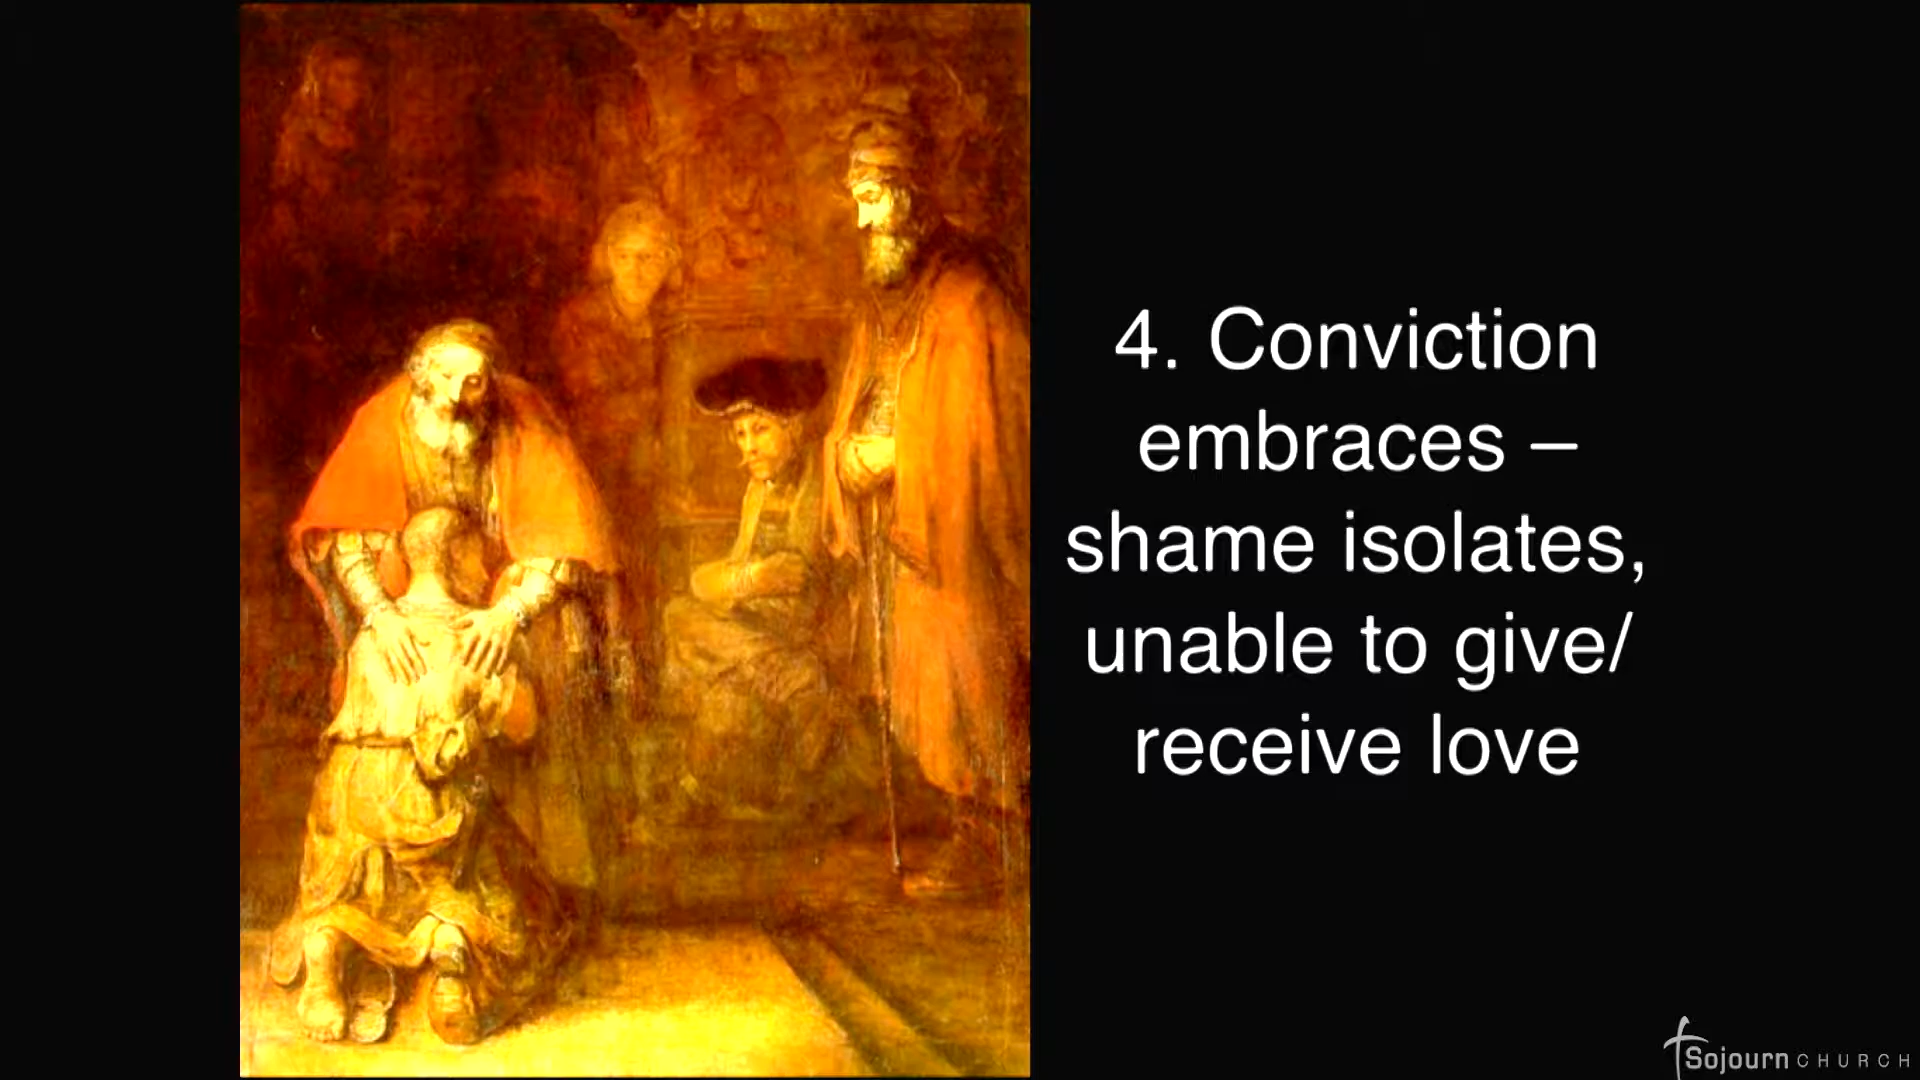 4. Conviction
embraces –
shame isolates,
unable to give/
receive love
Sojourn CHURCH